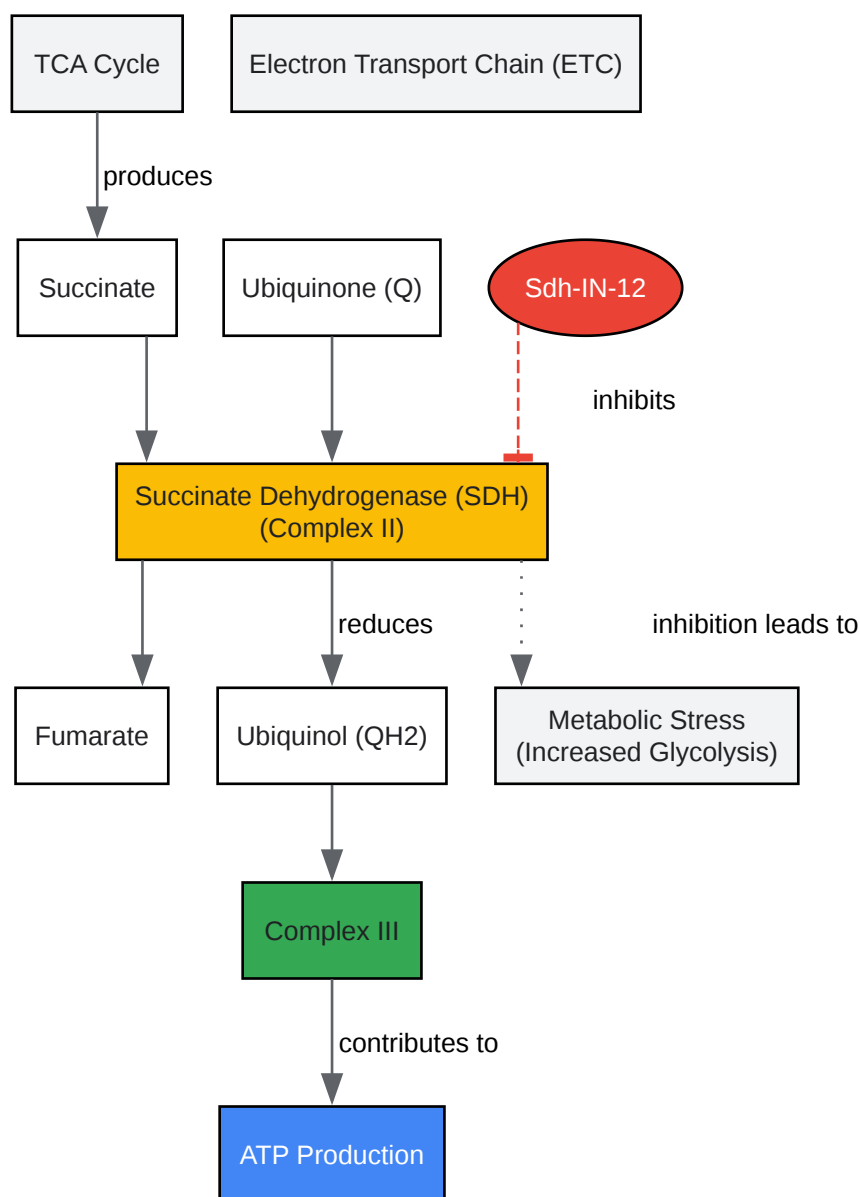 TCA Cycle
Electron Transport Chain (ETC)
produces
Succinate
Ubiquinone (Q)
Sdh-IN-12
inhibits
Succinate Dehydrogenase (SDH)
(Complex II)
reduces
inhibition leads to
Fumarate
Ubiquinol (QH2)
Metabolic Stress
(Increased Glycolysis)
Complex III
contributes to
ATP Production